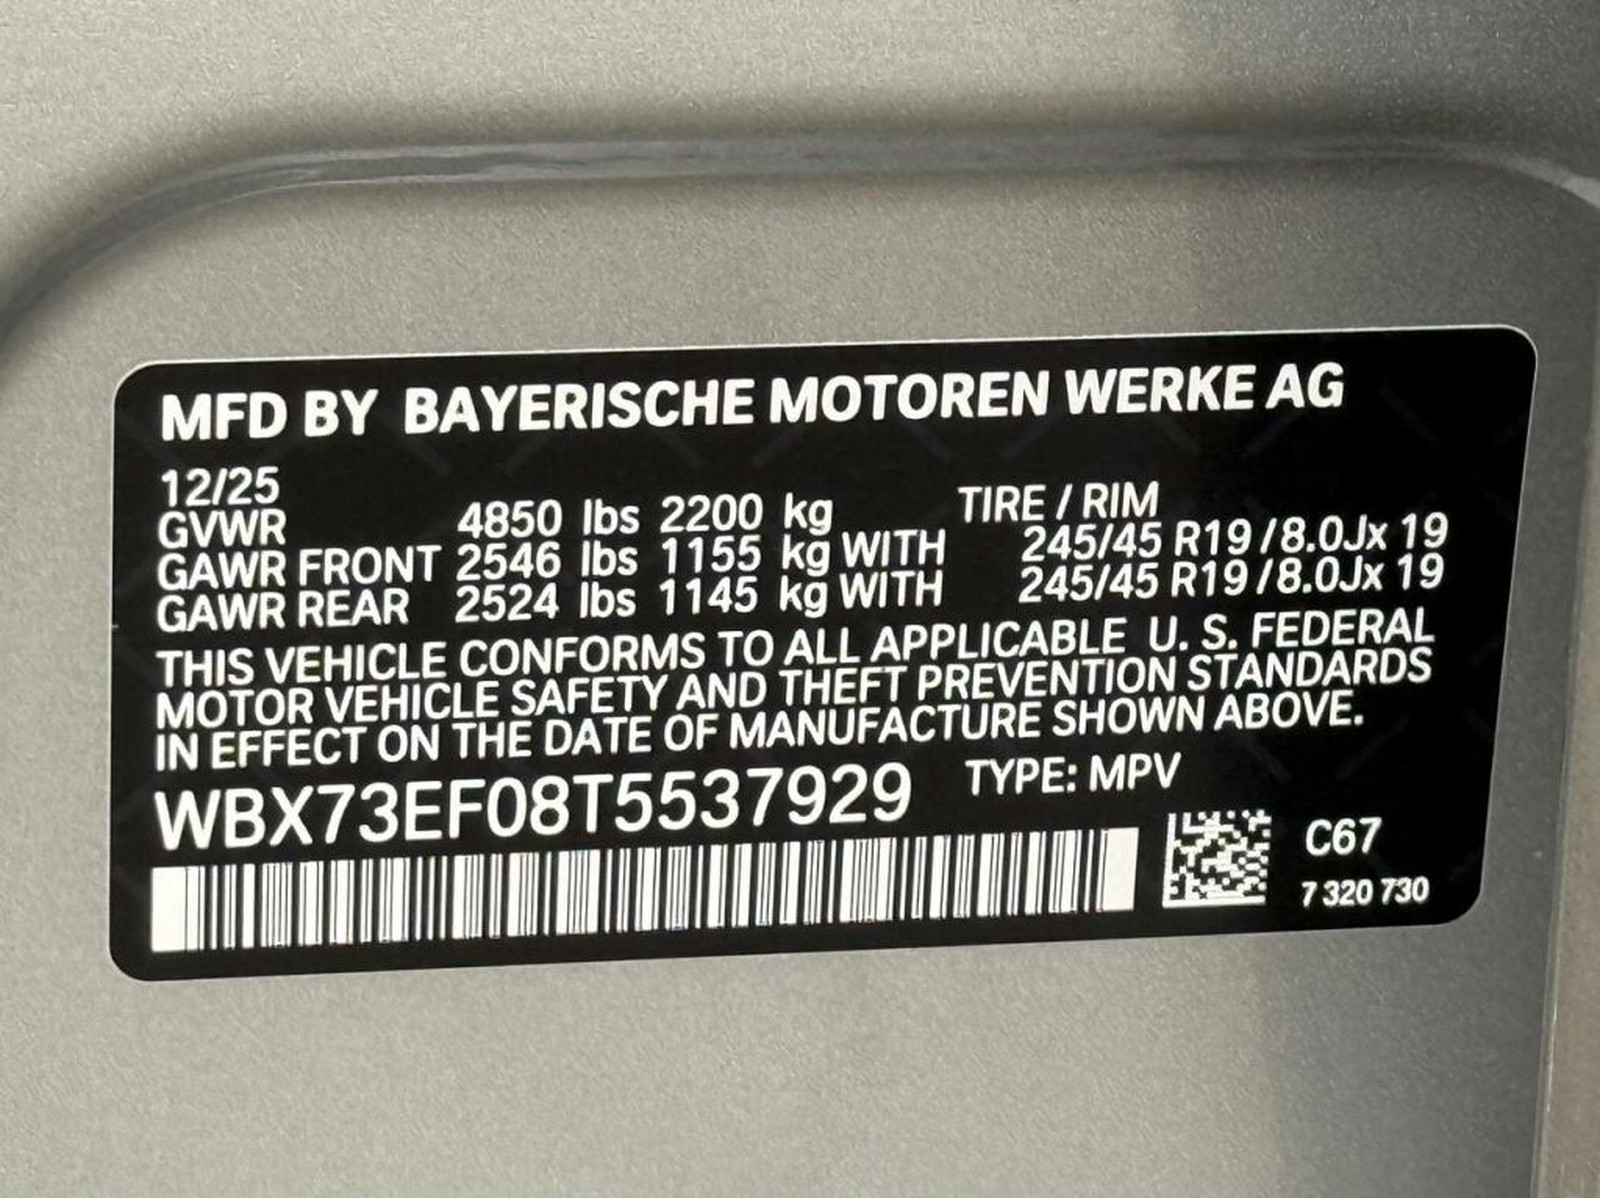 MFD BY BAYERISCHE MOTOREN WERKE AG
12/25
GVWR 4850 lbs 2200 kg TIRE / RIM
GAWR FRONT 2546 lbs 1155 kg WITH 245/45 R19 /8.0Jx 19
GAWR REAR 2524 lbs 1145 kg WITH 245/45 R19 /8.0Jx 19
THIS VEHICLE CONFORMS TO ALL APPLICABLE U. S. FEDERAL
MOTOR VEHICLE SAFETY AND THEFT PREVENTION STANDARDS
IN EFFECT ON THE DATE OF MANUFACTURE SHOWN ABOVE.
WBX73EF08T5537929 TYPE: MPV
C67
7 320 730